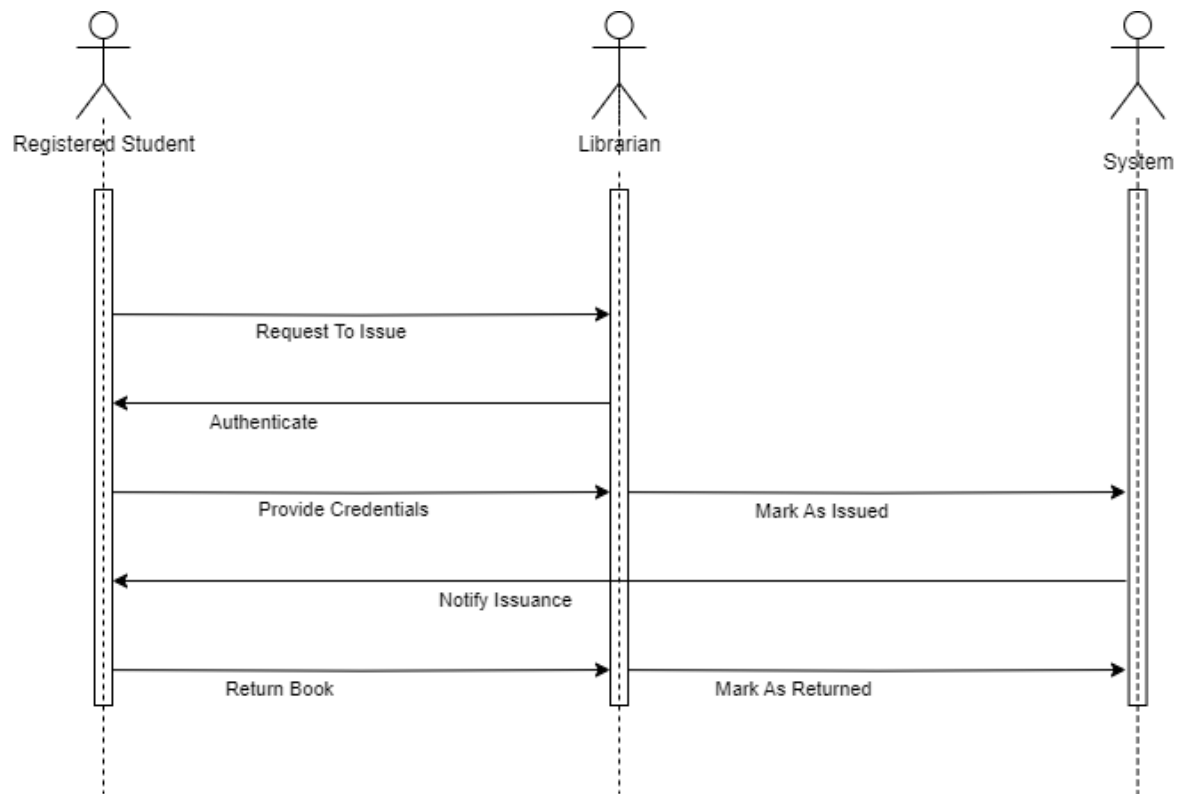 Registered Student
Librarian
System
Request To Issue
Authenticate
Provide Credentials
Mark As Issued
Notify Issuance
Return Book
Mark As Returned